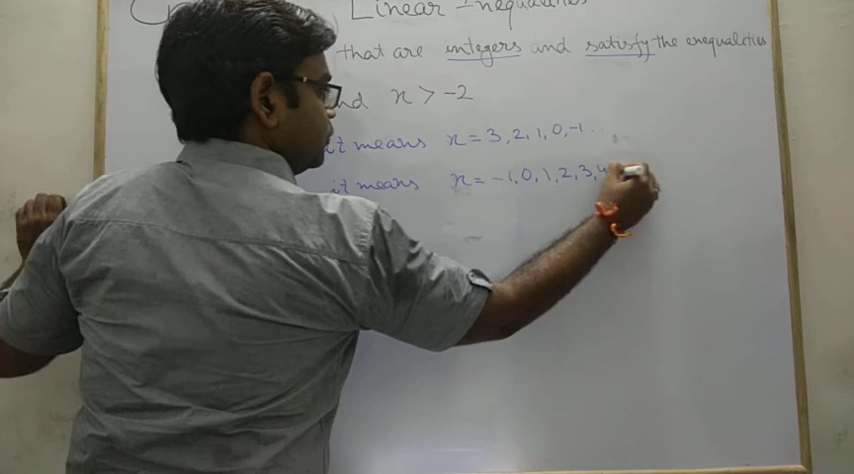 Linear Inequalities
that are integers and satisfy the enequalities
nd x > -2
it means x = 3, 2, 1, 0, -1 ...
it means x = -1, 0, 1, 2, 3, 4